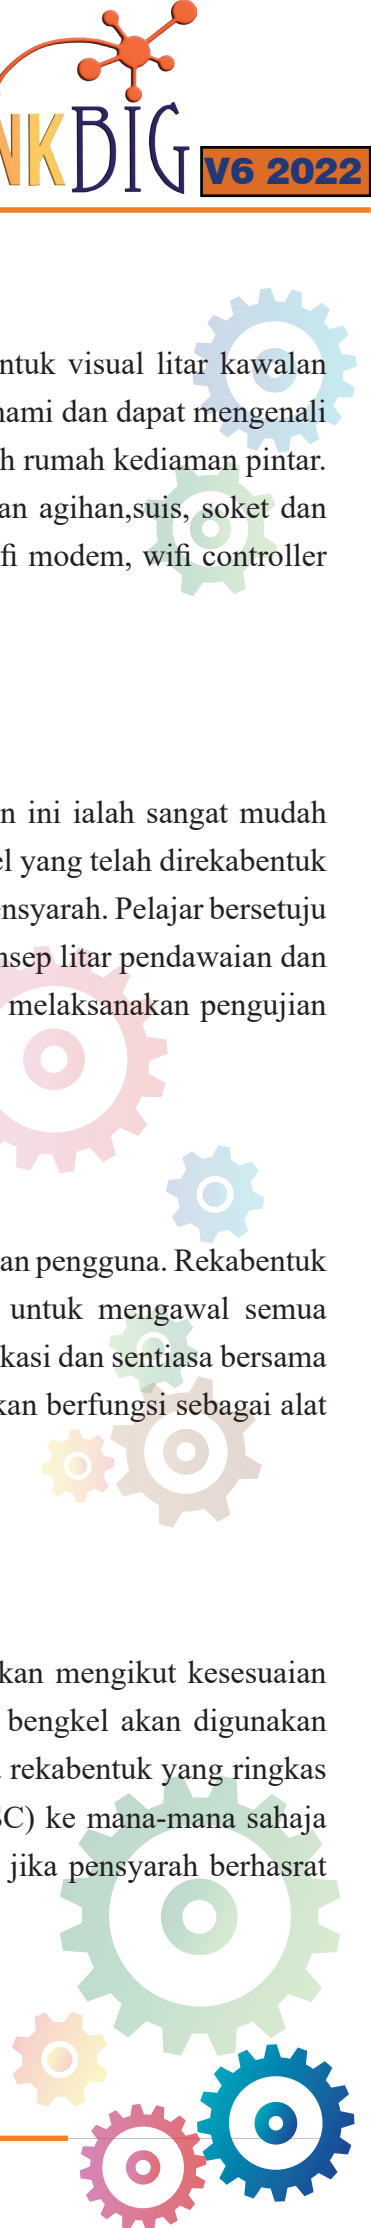 NKBIG
V6 2022
ntuk visual litar kawalan
nami dan dapat mengenali
h rumah kediaman pintar.
an agihan,suis, soket dan
fi modem, wifi controller
n ini ialah sangat mudah
el yang telah direkabentuk
ensyarah. Pelajar bersetuju
nsep litar pendawaian dan
melaksanakan pengujian
an pengguna. Rekabentuk
untuk mengawal semua
kasi dan sentiasa bersama
kan berfungsi sebagai alat
kan mengikut kesesuaian
bengkel akan digunakan
rekabentuk yang ringkas
SC) ke mana-mana sahaja
jika pensyarah berhasrat